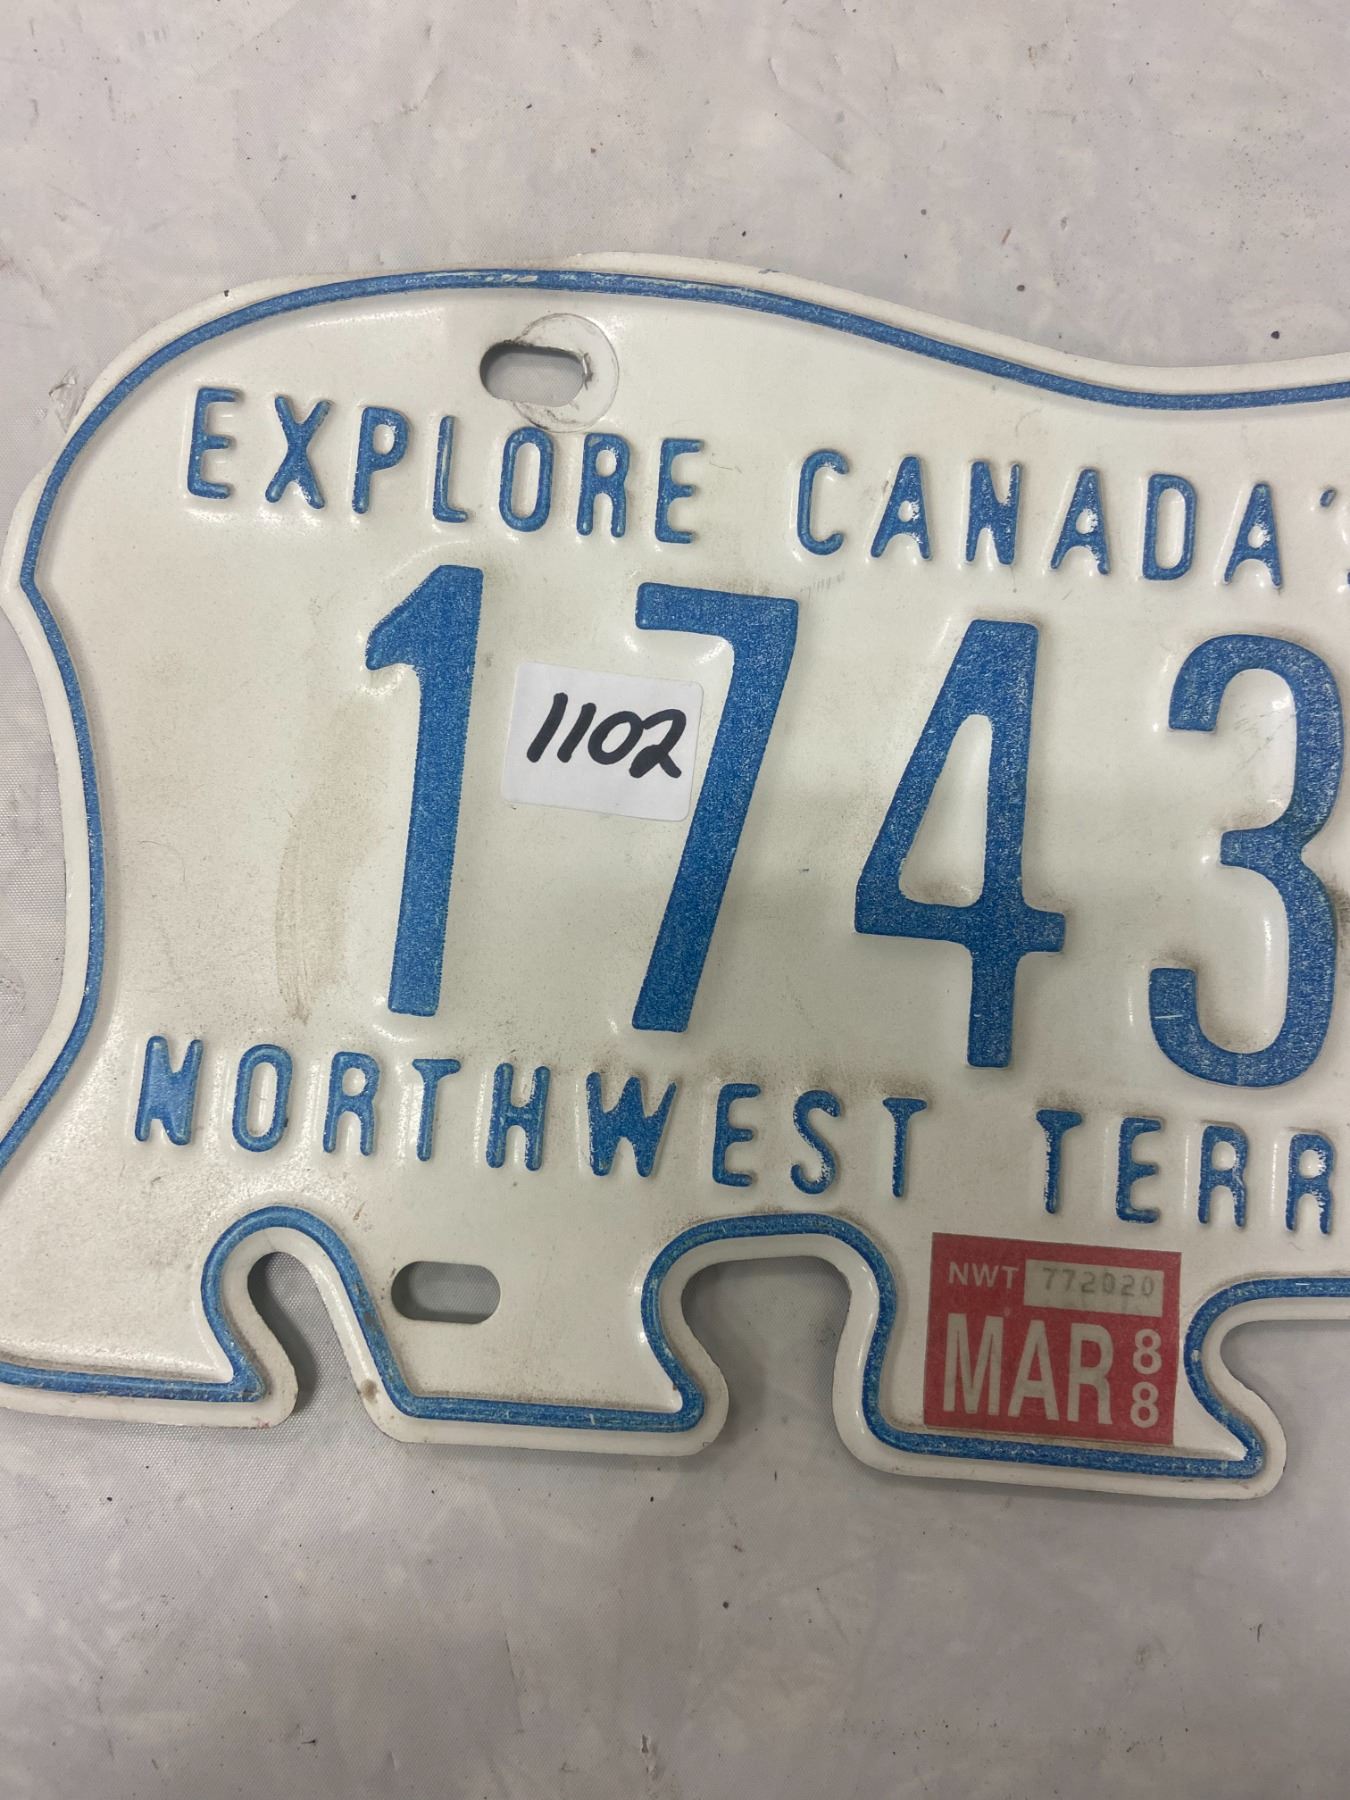 EXPLORE CANADA'
1743
1102
NORTHWEST TERR
NWT 772020
MAR 88